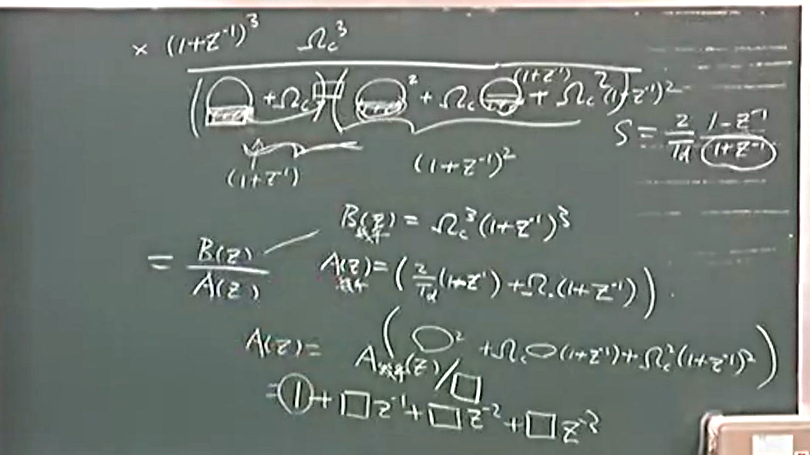 × (1+z⁻¹)³ Ωc³
( ○ +Ωc ) ( ○² + Ωc ○(1+z⁻¹) + Ωc²(1+z⁻¹)²
(1+z⁻¹) (1+z⁻¹)²
S = 2/Td (1-z⁻¹)/(1+z⁻¹)
= B(z)/A(z)
B(z) = Ωc³(1+z⁻¹)³
A(z) = ( 2/Td (1-z⁻¹) + Ωc(1+z⁻¹) ) .
( ○² + Ωc ○(1+z⁻¹) + Ωc²(1+z⁻¹)² )
A(z) = A(z)/□
= 1 + □z⁻¹ + □z⁻² + □z⁻³